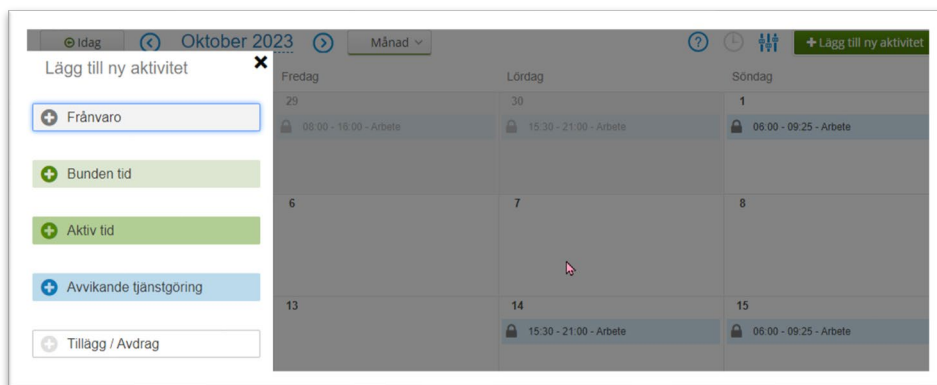 Idag
Oktober 2023
Månad
+ Lägg till ny aktivitet
Lägg till ny aktivitet
Fredag
Lördag
Söndag
29
30
1
Frånvaro
08:00 - 16:00 - Arbete
15:30 - 21:00 - Arbete
06:00 - 09:25 - Arbete
Bunden tid
6
7
8
Aktiv tid
Avvikande tjänstgöring
13
14
15
15:30 - 21:00 - Arbete
06:00 - 09:25 - Arbete
Tillägg / Avdrag